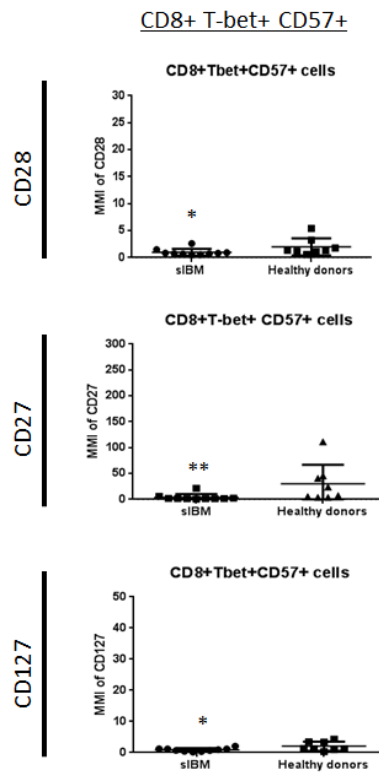 CD8+ T-bet+ CD57+
CD28
CD8+Tbet+CD57+ cells
MMI of CD28
30
25
20
15
10
5
0
*
sIBM Healthy donors
CD27
CD8+T-bet+ CD57+ cells
MMI of CD27
300
250
200
150
100
50
0
**
sIBM Healthy donors
CD127
CD8+Tbet+CD57+ cells
MMI of CD127
50
40
30
20
10
0
*
sIBM Healthy donors